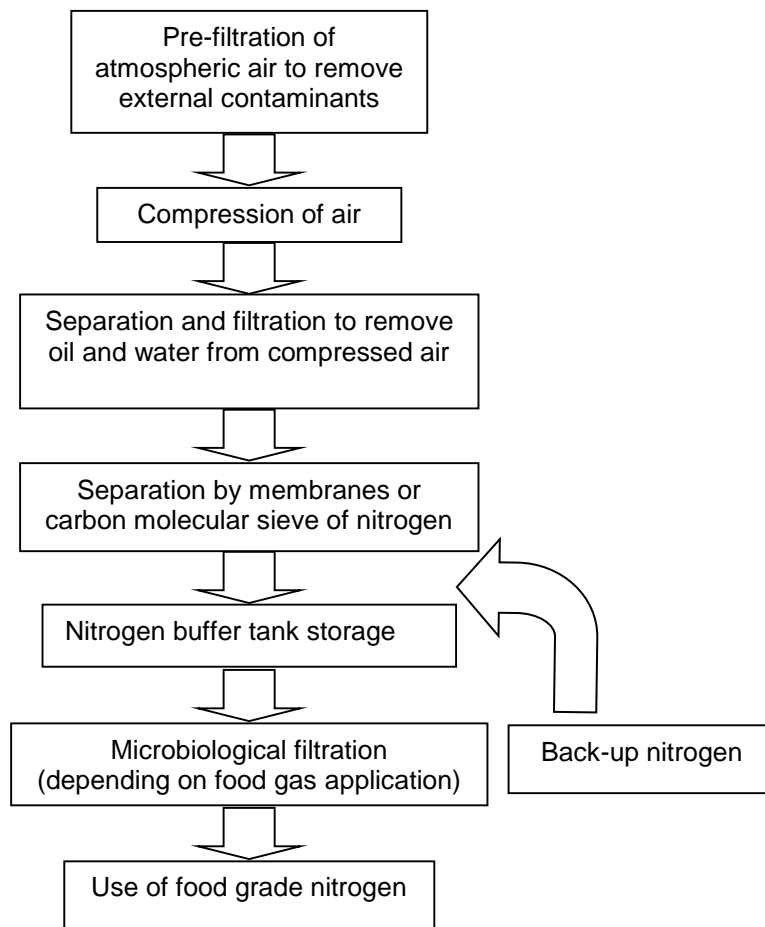 Pre-filtration of
atmospheric air to remove
external contaminants
Compression of air
Separation and filtration to remove
oil and water from compressed air
Separation by membranes or
carbon molecular sieve of nitrogen
Nitrogen buffer tank storage
Microbiological filtration
(depending on food gas application)
Back-up nitrogen
Use of food grade nitrogen